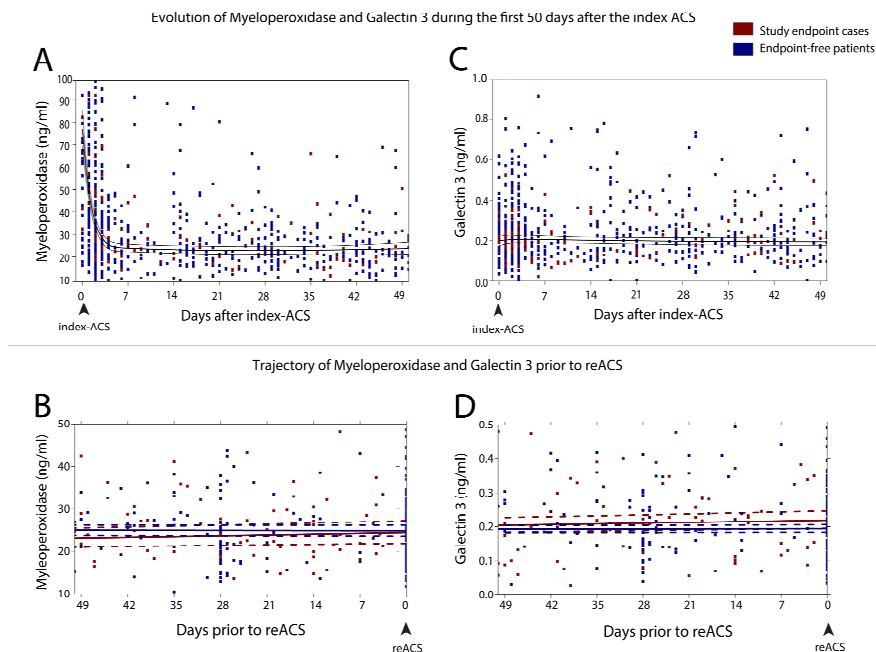 Evolution of Myeloperoxidase and Galectin 3 during the first 50 days after the index ACS
Study endpoint cases
Endpoint-free patients
A
Myeloperoxidase (ng/ml)
100
90
80
70
60
50
40
30
20
10
0 7 14 21 28 35 42 49
index-ACS
Days after index-ACS
C
Galectin 3 (ng/ml)
1.0
0.8
0.6
0.4
0.2
0.0
0 7 14 21 28 35 42 49
index-ACS
Days after index-ACS
Trajectory of Myeloperoxidase and Galectin 3 prior to reACS
B
Myleoperoxidase (ng/ml)
50
40
30
20
10
49 42 35 28 21 14 7 0
Days prior to reACS
reACS
D
Galectin 3 (ng/ml)
0.5
0.4
0.3
0.2
0.1
0.0
49 42 35 28 21 14 7 0
Days prior to reACS
reACS